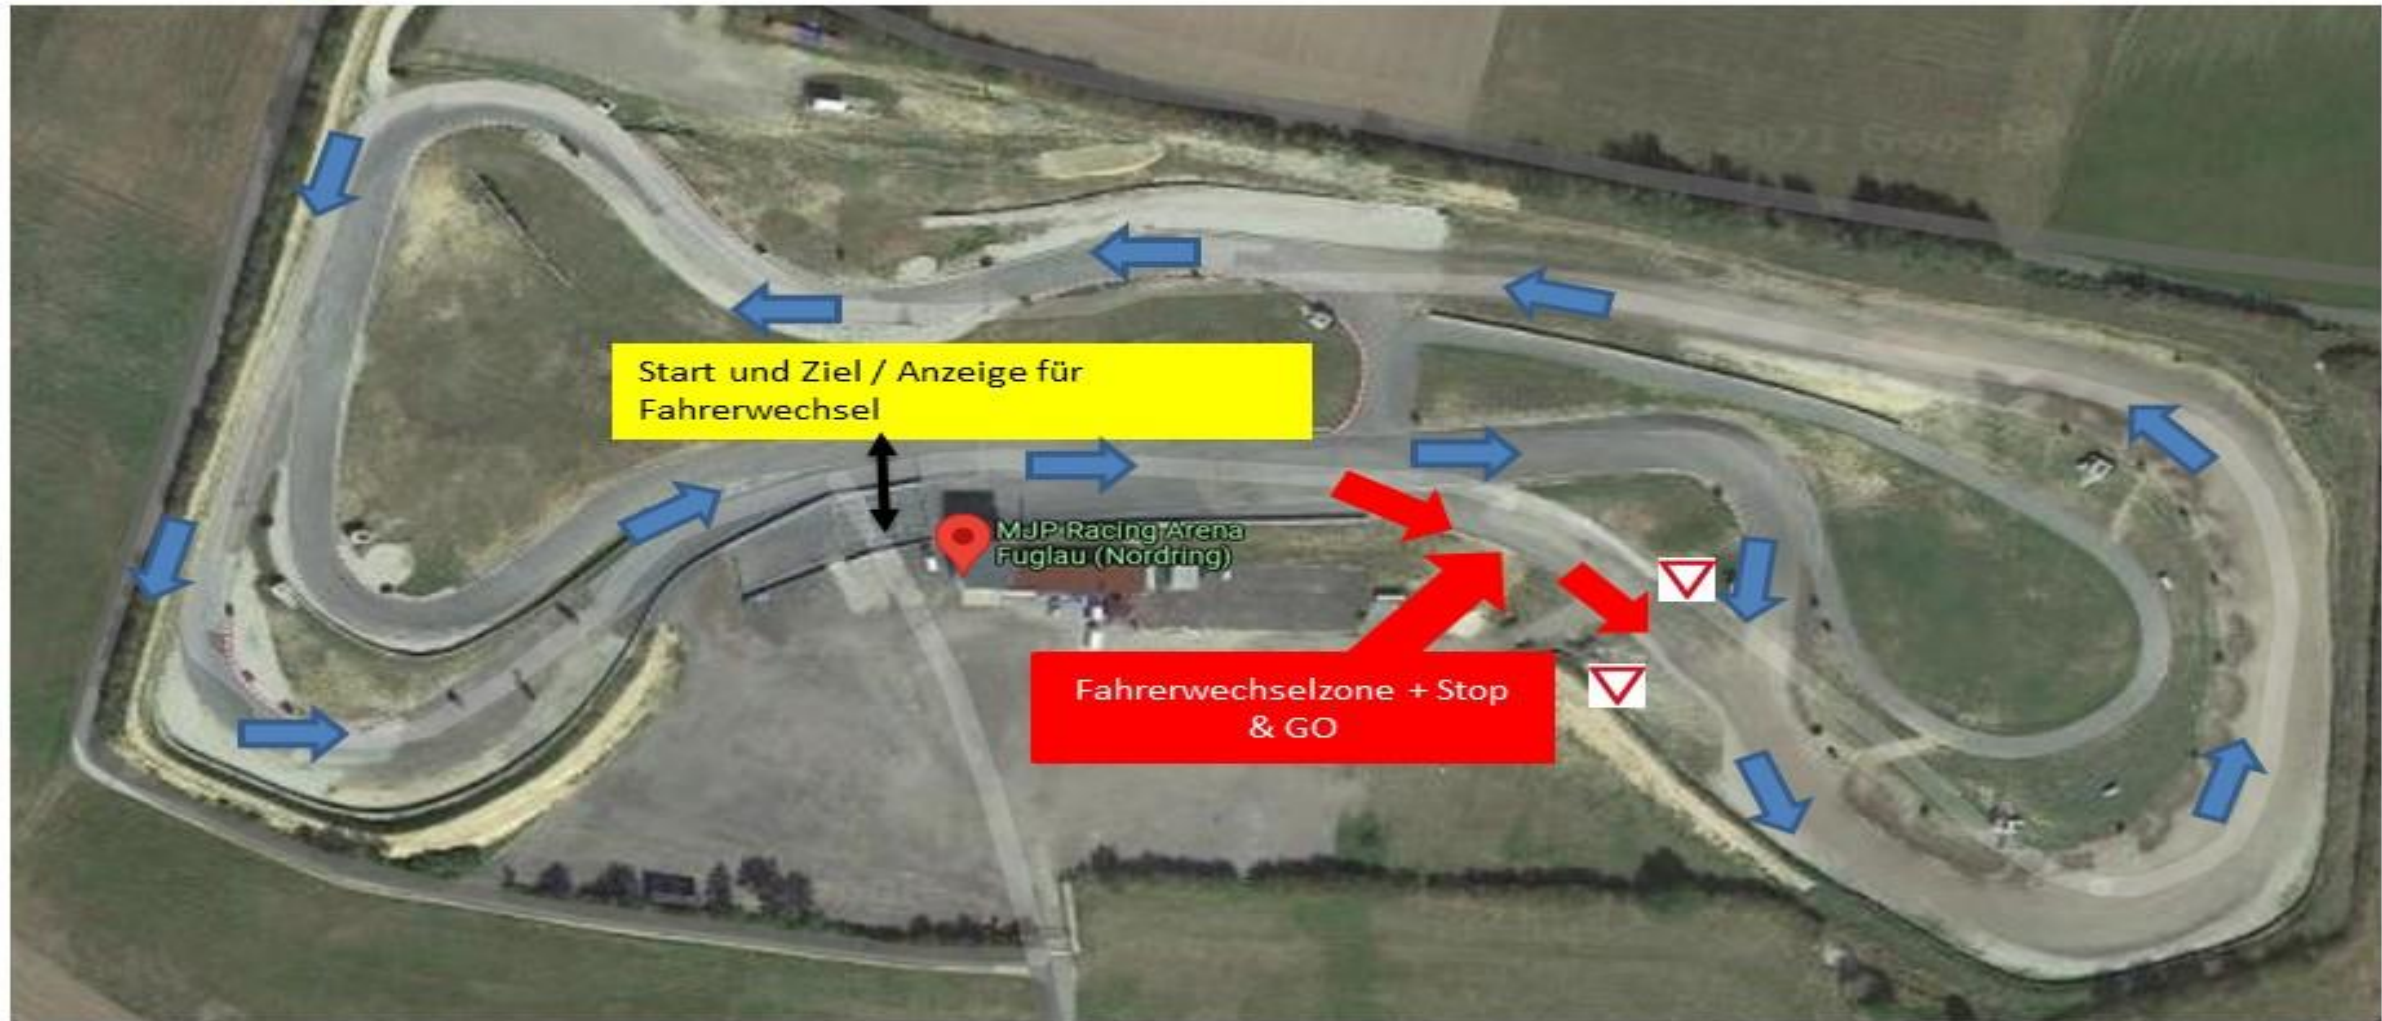 Start und Ziel / Anzeige für
Fahrerwechsel
MJP Racing Arena
Fuglau (Nordring)
Fahrerwechselzone + Stop
& GO